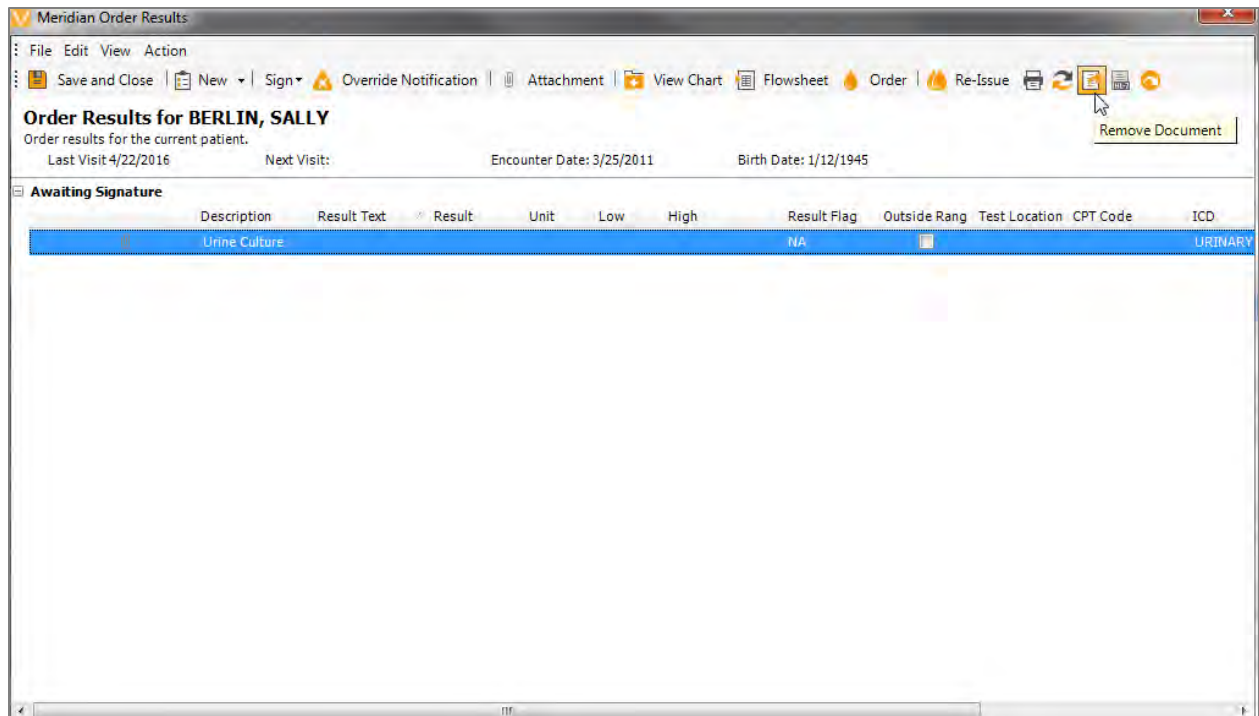 Meridian Order Results
File Edit View Action
Save and Close New Sign Override Notification Attachment View Chart Flowsheet Order Re-Issue
Remove Document
Order Results for BERLIN, SALLY
Order results for the current patient.
Last Visit 4/22/2016 Next Visit: Encounter Date: 3/25/2011 Birth Date: 1/12/1945
Awaiting Signature
Description Result Text Result Unit Low High Result Flag Outside Rang Test Location CPT Code ICD
Urine Culture NA URINARY